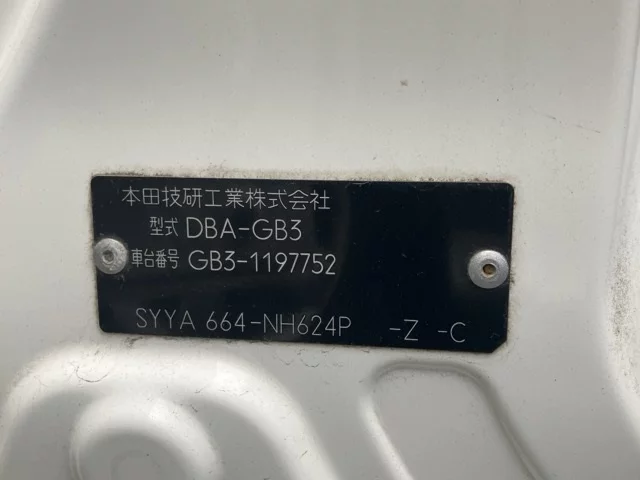 本田技研工業株式会社
型式 DBA-GB3
車台番号 GB3-1197752
SYYA 664-NH624P -Z -C